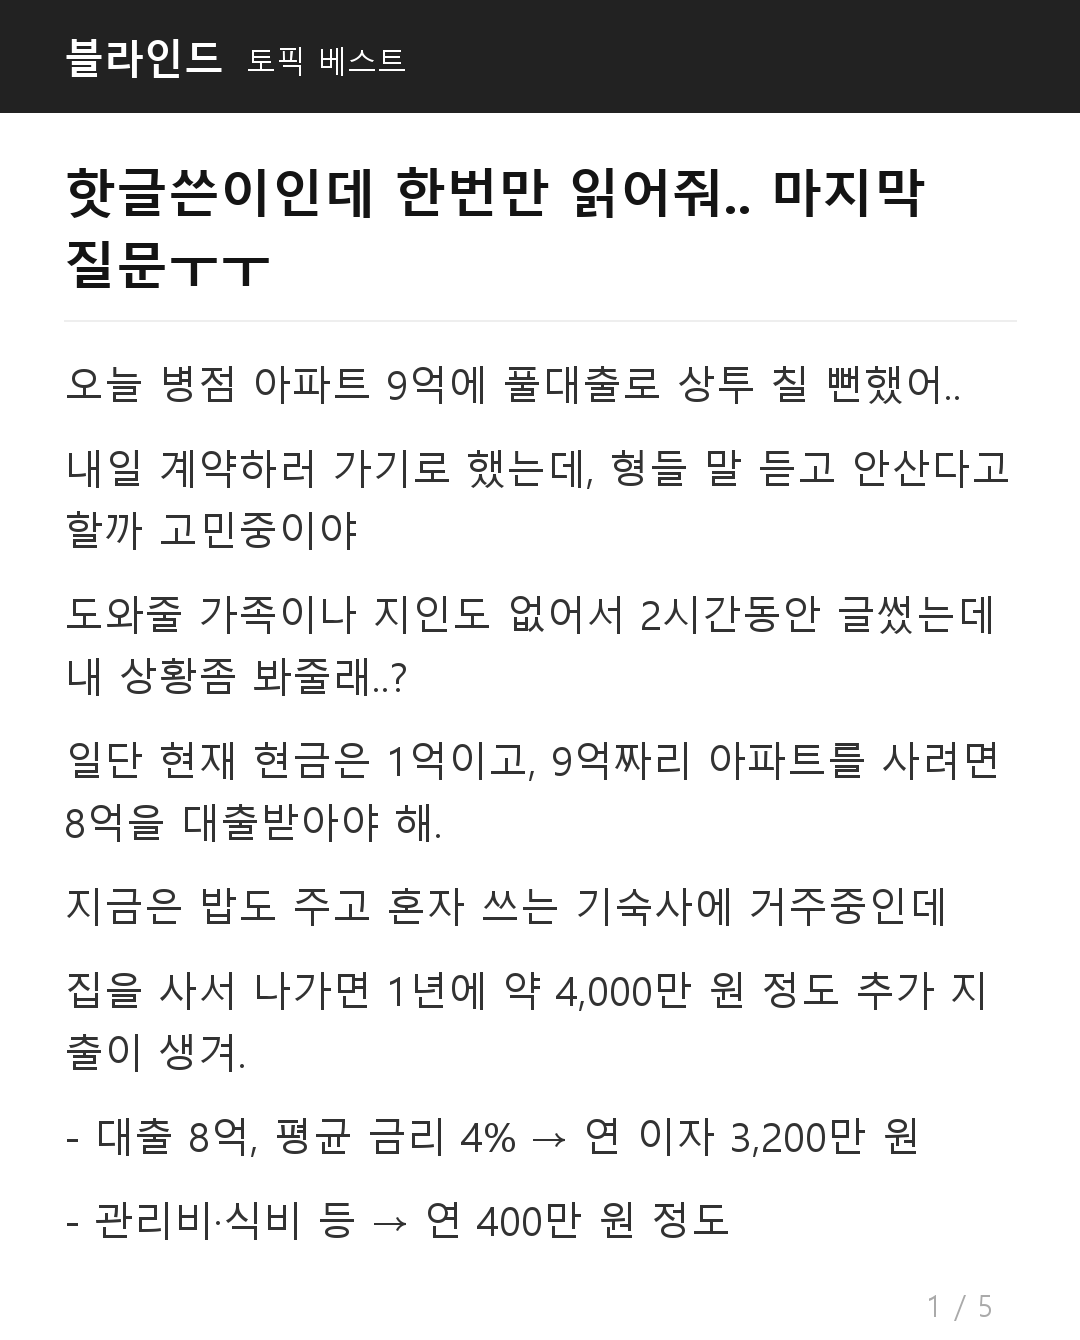 블라인드 토픽 베스트
핫글쓴이인데 한번만 읽어줘.. 마지막
질문ㅜㅜ
오늘 병점 아파트 9억에 풀대출로 상투 칠 뻔했어..
내일 계약하러 가기로 했는데, 형들 말 듣고 안산다고
할까 고민중이야
도와줄 가족이나 지인도 없어서 2시간동안 글썼는데
내 상황좀 봐줄래..?
일단 현재 현금은 1억이고, 9억짜리 아파트를 사려면
8억을 대출받아야 해.
지금은 밥도 주고 혼자 쓰는 기숙사에 거주중인데
집을 사서 나가면 1년에 약 4,000만 원 정도 추가 지
출이 생겨.
- 대출 8억, 평균 금리 4% → 연 이자 3,200만 원
- 관리비·식비 등 → 연 400만 원 정도
1 / 5